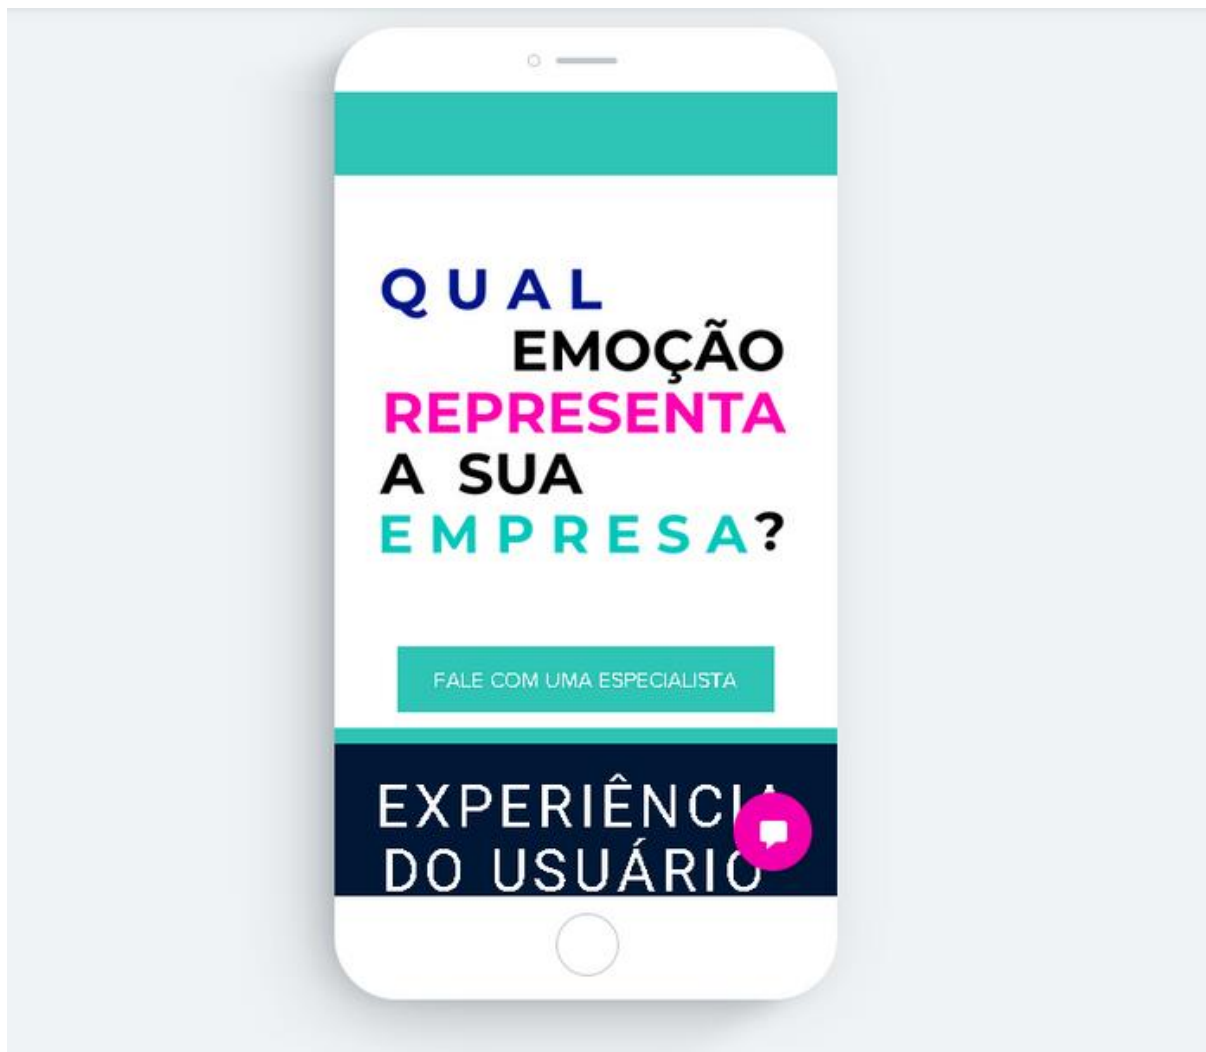 QUAL
EMOÇÃO
REPRESENTA
A SUA
EMPRESA?
FALE COM UMA ESPECIALISTA
EXPERIÊNCIA
DO USUÁRIO